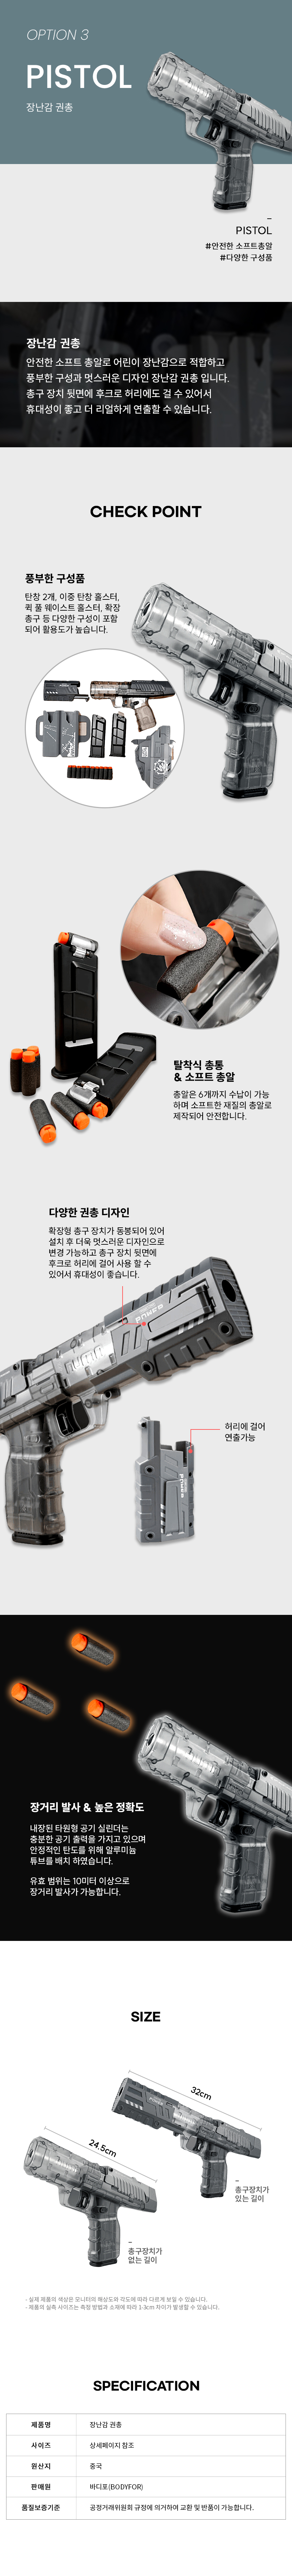 OPTION 3
PISTOL
장난감 권총
PISTOL
#안전한 소프트총알
#다양한 구성품
장난감 권총
안전한 소프트 총알로 어린이 장난감으로 적합하고
풍부한 구성과 멋스러운 디자인 장난감 권총 입니다.
총구 장치 뒷면에 후크로 허리에도 걸 수 있어서
휴대성이 좋고 더 리얼하게 연출할 수 있습니다.
CHECK POINT
풍부한 구성품
탄창 2개, 이중 탄창 홀스터,
퀵 풀 웨이스트 홀스터, 확장
총구 등 다양한 구성이 포함
되어 활용도가 높습니다.
탈착식 총통
& 소프트 총알
총알은 6개까지 수납이 가능
하며 소프트한 재질의 총알로
제작되어 안전합니다.
다양한 권총 디자인
확장형 총구 장치가 동봉되어 있어
설치 후 더욱 멋스러운 디자인으로
변경 가능하고 총구 장치 뒷면에
후크로 허리에 걸어 사용 할 수
있어서 휴대성이 좋습니다.
허리에 걸어
연출가능
장거리 발사 & 높은 정확도
내장된 타원형 공기 실린더는
충분한 공기 출력을 가지고 있으며
안정적인 탄도를 위해 알루미늄
튜브를 배치 하였습니다.
유효 범위는 10미터 이상으로
장거리 발사가 가능합니다.
SIZE
32cm
24.5cm
총구장치가
있는 길이
총구장치가
없는 길이
- 실제 제품의 색상은 모니터의 해상도와 각도에 따라 다르게 보일 수 있습니다.
- 제품의 실측 사이즈는 측정 방법과 소재에 따라 1-3cm 차이가 발생할 수 있습니다.
SPECIFICATION
제품명 장난감 권총
사이즈 상세페이지 참조
원산지 중국
판매원 바디포(BODYFOR)
품질보증기준 공정거래위원회 규정에 의거하여 교환 및 반품이 가능합니다.